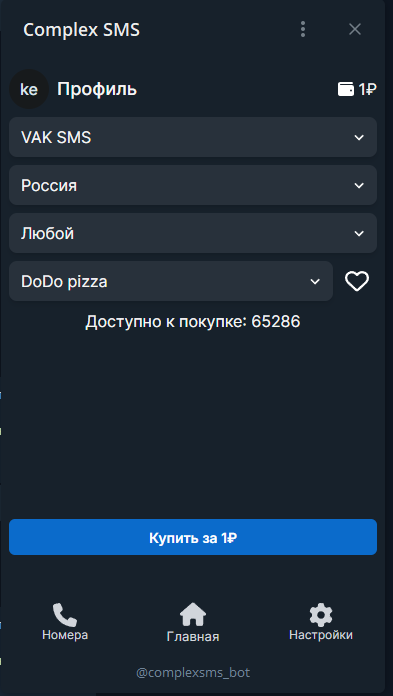 Complex SMS
ke Профиль 1₽
VAK SMS
Россия
Любой
DoDo pizza
Доступно к покупке: 65286
Купить за 1₽
Номера Главная Настройки
@complexsms_bot